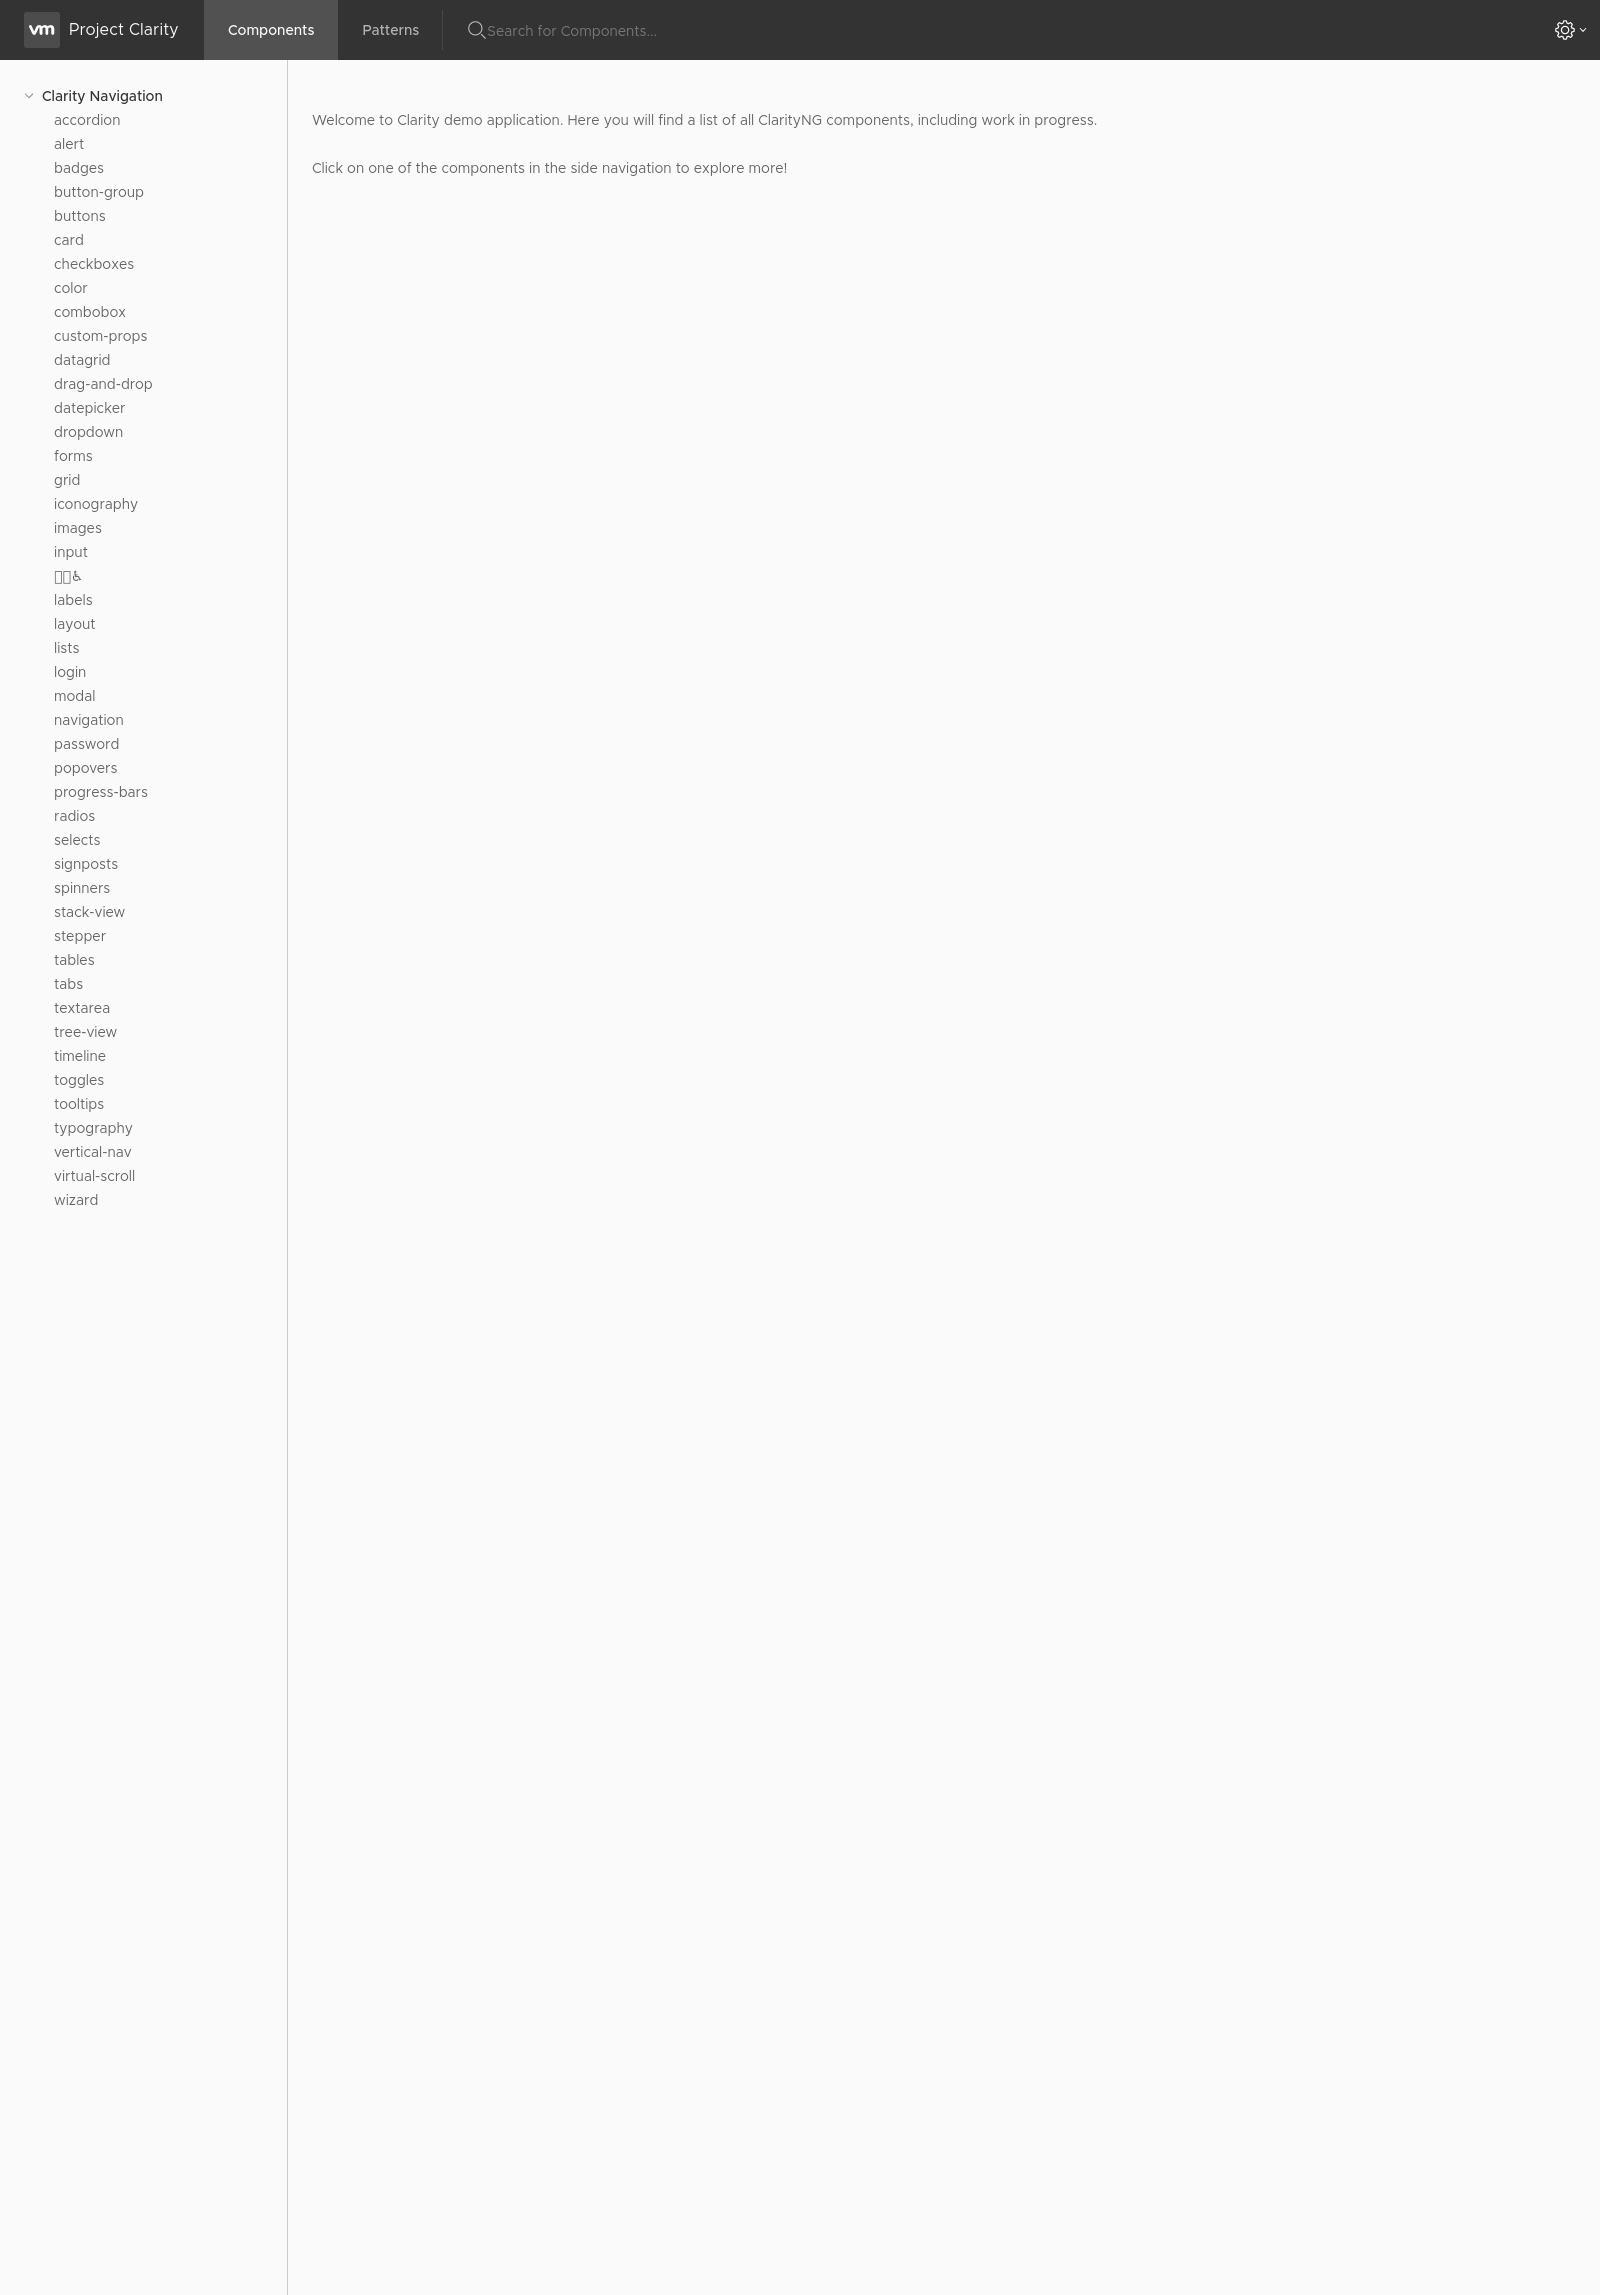 vm Project Clarity Components Patterns Search for Components...
Clarity Navigation
accordion
Welcome to Clarity demo application. Here you will find a list of all ClarityNG components, including work in progress.
alert
badges
Click on one of the components in the side navigation to explore more!
button-group
buttons
card
checkboxes
color
combobox
custom-props
datagrid
drag-and-drop
datepicker
dropdown
forms
grid
iconography
images
input
♿
labels
layout
lists
login
modal
navigation
password
popovers
progress-bars
radios
selects
signposts
spinners
stack-view
stepper
tables
tabs
textarea
tree-view
timeline
toggles
tooltips
typography
vertical-nav
virtual-scroll
wizard